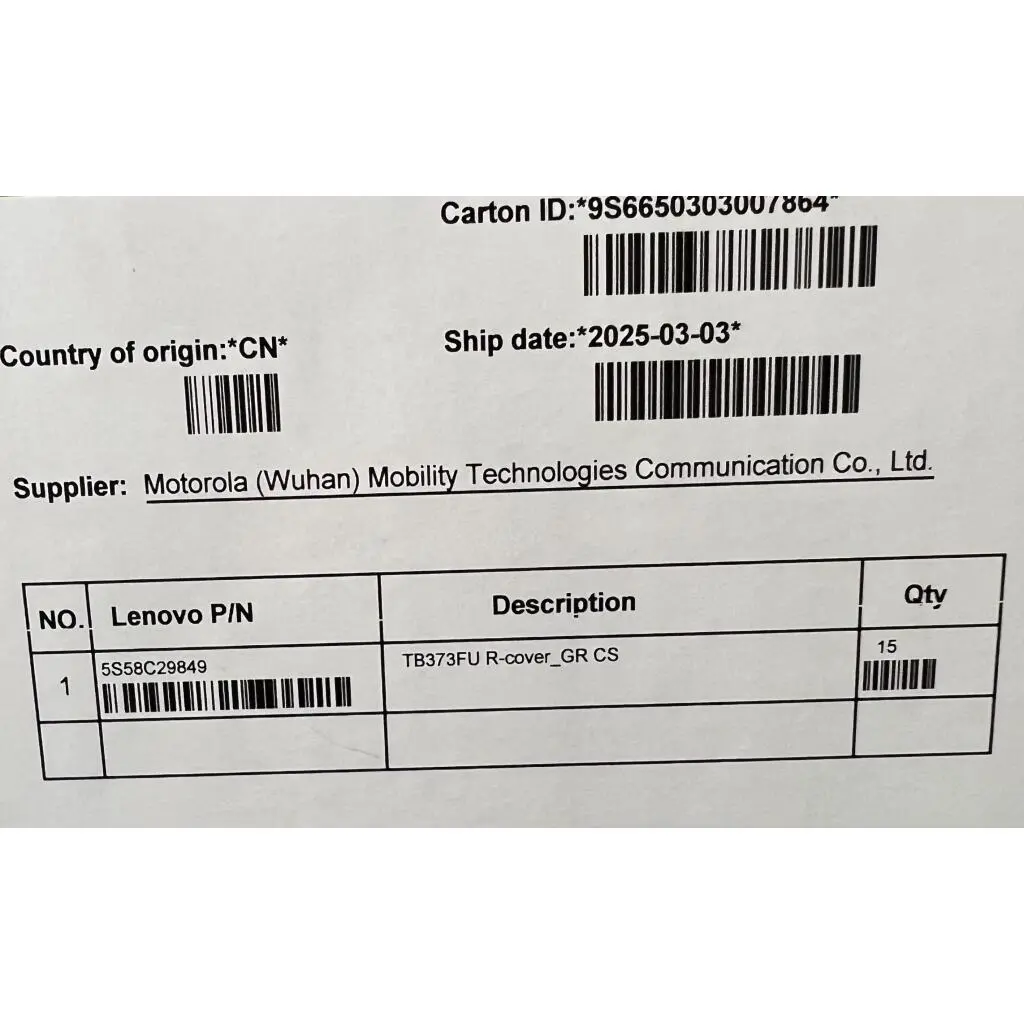 Carton ID:*9S6650303007864*
Country of origin:*CN*
Ship date:*2025-03-03*
Supplier: Motorola (Wuhan) Mobility Technologies Communication Co., Ltd.
NO. Lenovo P/N Description Qty
1 5S58C29849 TB373FU R-cover_GR CS 15